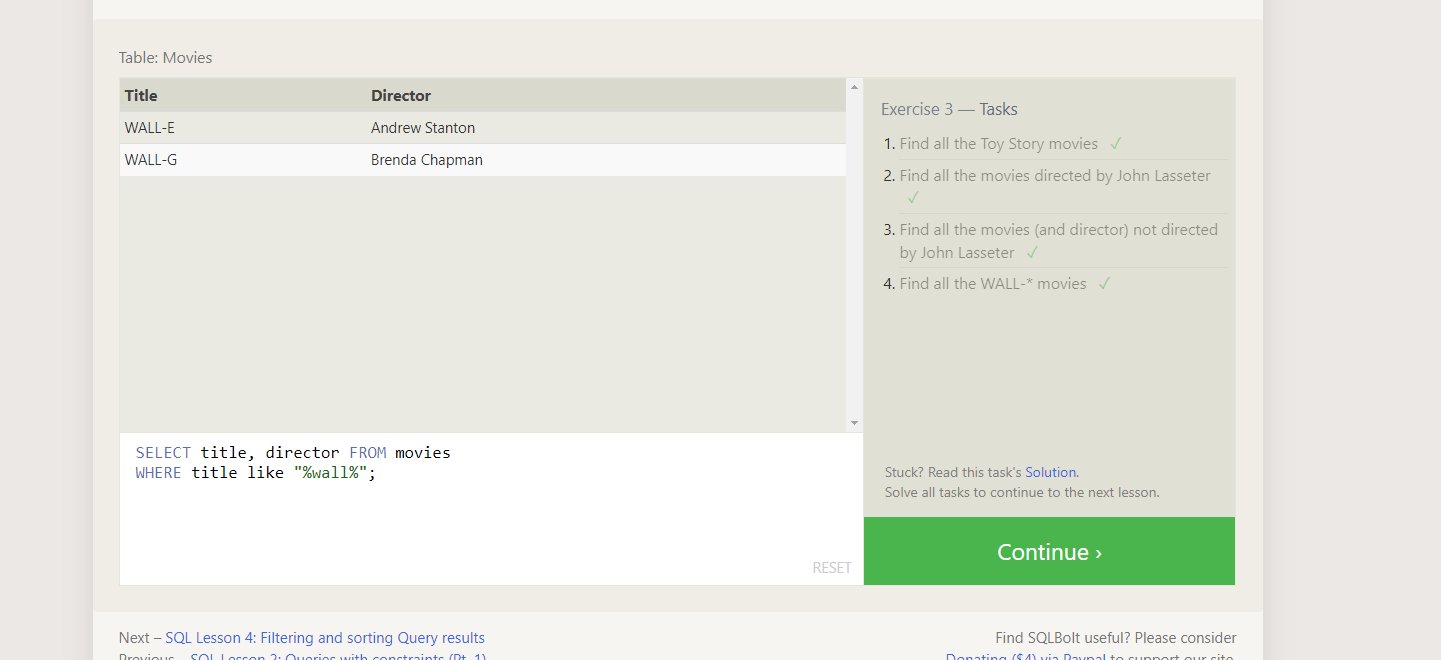 Table: Movies
Title Director
WALL-E Andrew Stanton
WALL-G Brenda Chapman
SELECT title, director FROM movies
WHERE title like "%wall%";
RESET
Exercise 3 — Tasks
1. Find all the Toy Story movies ✓
2. Find all the movies directed by John Lasseter
✓
3. Find all the movies (and director) not directed
by John Lasseter ✓
4. Find all the WALL-* movies ✓
Stuck? Read this task's Solution.
Solve all tasks to continue to the next lesson.
Continue ›
Next – SQL Lesson 4: Filtering and sorting Query results
Previous – SQL Lesson 2: Queries with constraints (Pt. 1)
Find SQLBolt useful? Please consider
Donating ($4) via Paypal to support our site.